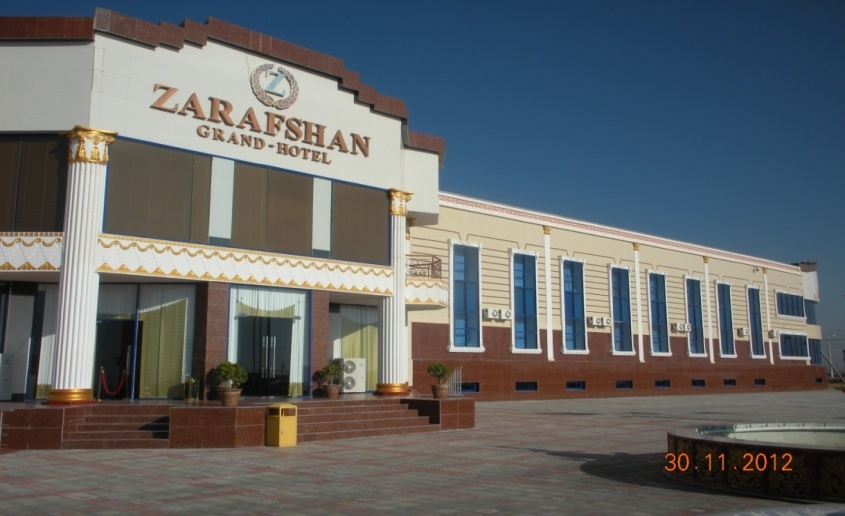 Z
ZARAFSHAN
GRAND-HOTEL
30.11.2012